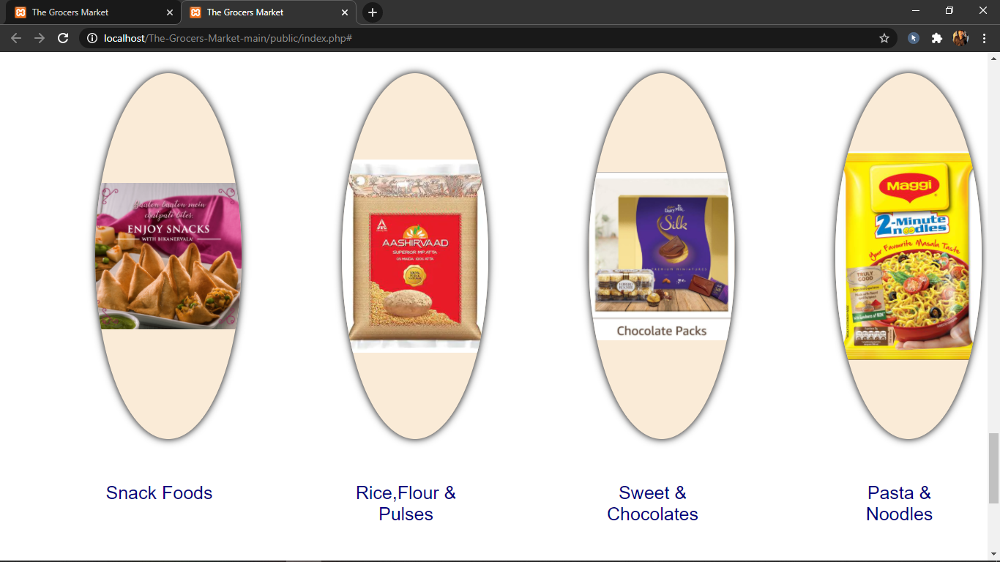 The Grocers Market
The Grocers Market
localhost/The-Grocers-Market-main/public/index.php#
Baaton baaton mein
chatpati bites.
ENJOY SNACKS
WITH BIKANERVALA!
AASHIRVAAD
SUPERIOR MP ATTA
0% MAIDA 100% ATTA
Dairy Milk
Silk
PREMIUM MINIATURES
Chocolate Packs
Maggi
2-Minute
noodles
Your Favourite Masala Taste
TRULY
GOOD
Snack Foods
Rice,Flour &
Pulses
Sweet &
Chocolates
Pasta &
Noodles